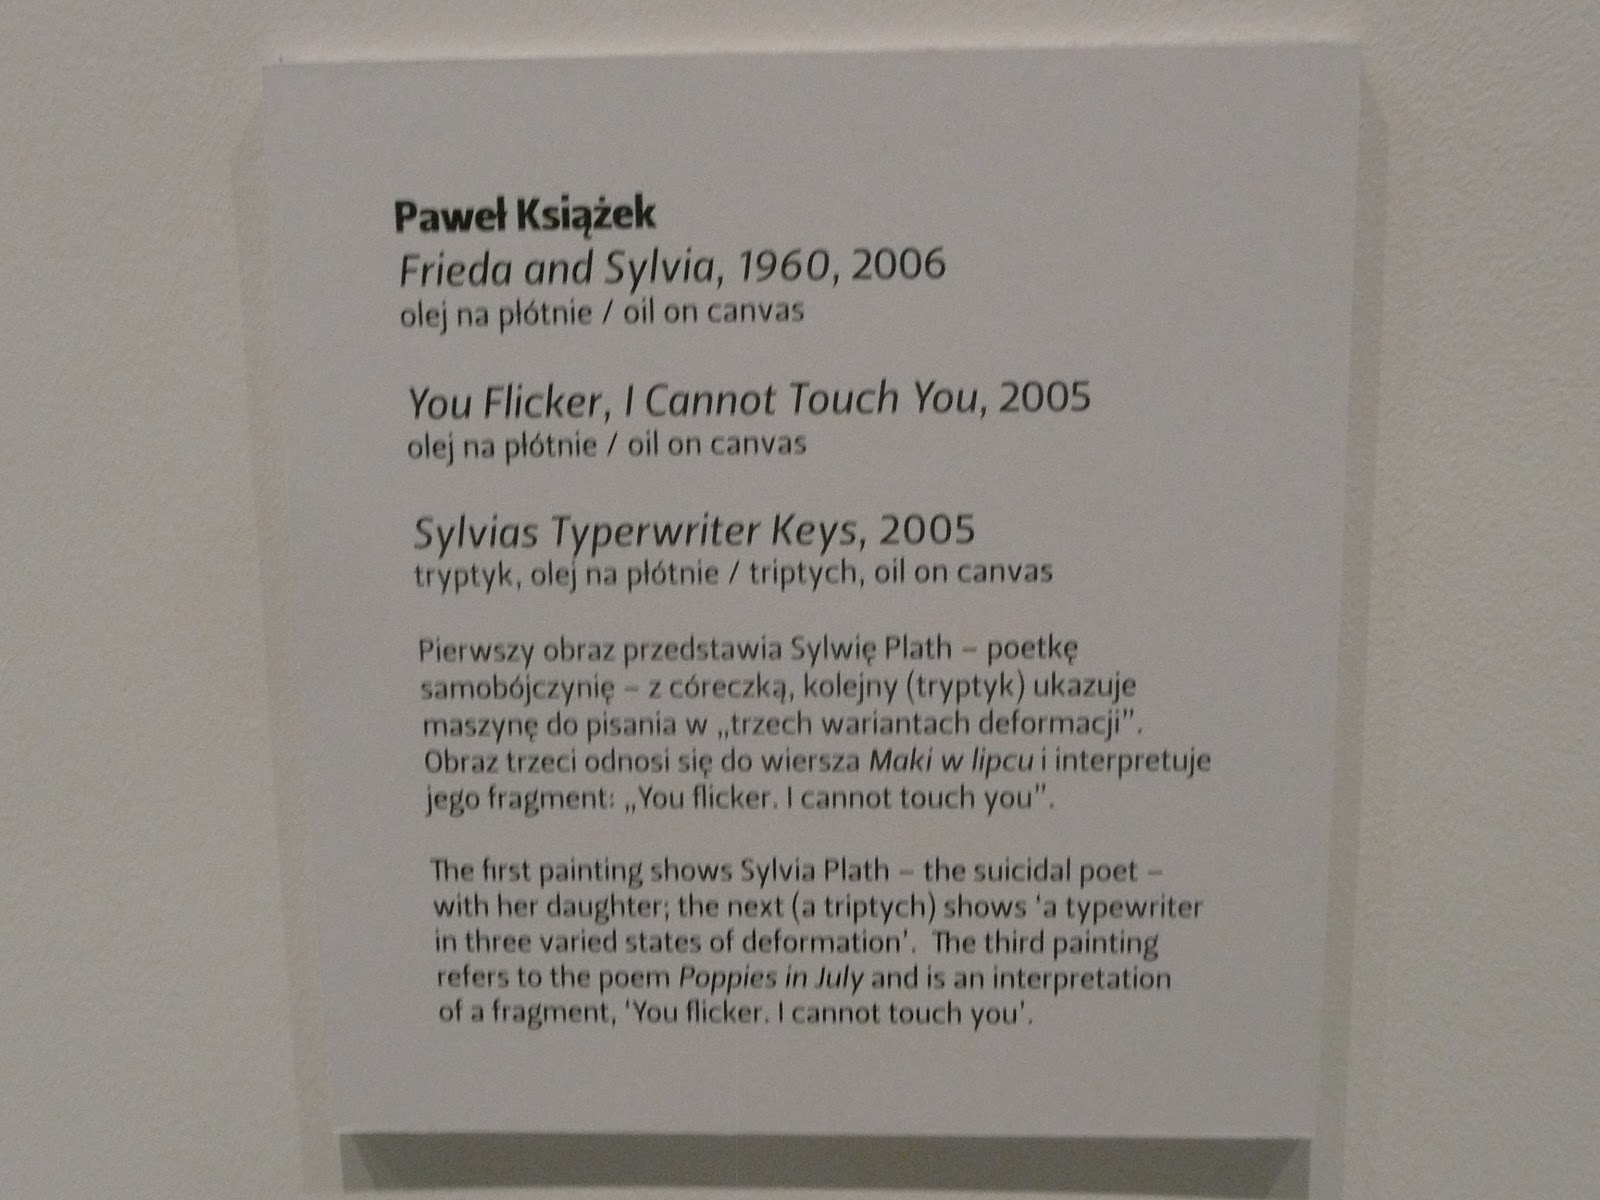 Paweł Książek
Frieda and Sylvia, 1960, 2006
olej na płótnie / oil on canvas
You Flicker, I Cannot Touch You, 2005
olej na płótnie / oil on canvas
Sylvias Typerwriter Keys, 2005
tryptyk, olej na płótnie / triptych, oil on canvas
Pierwszy obraz przedstawia Sylwię Plath – poetkę
samobójczynię – z córeczką, kolejny (tryptyk) ukazuje
maszynę do pisania w „trzech wariantach deformacji”.
Obraz trzeci odnosi się do wiersza Maki w lipcu i interpretuje
jego fragment: „You flicker. I cannot touch you”.
The first painting shows Sylvia Plath – the suicidal poet –
with her daughter; the next (a triptych) shows ‘a typewriter
in three varied states of deformation’. The third painting
refers to the poem Poppies in July and is an interpretation
of a fragment, ‘You flicker. I cannot touch you’.